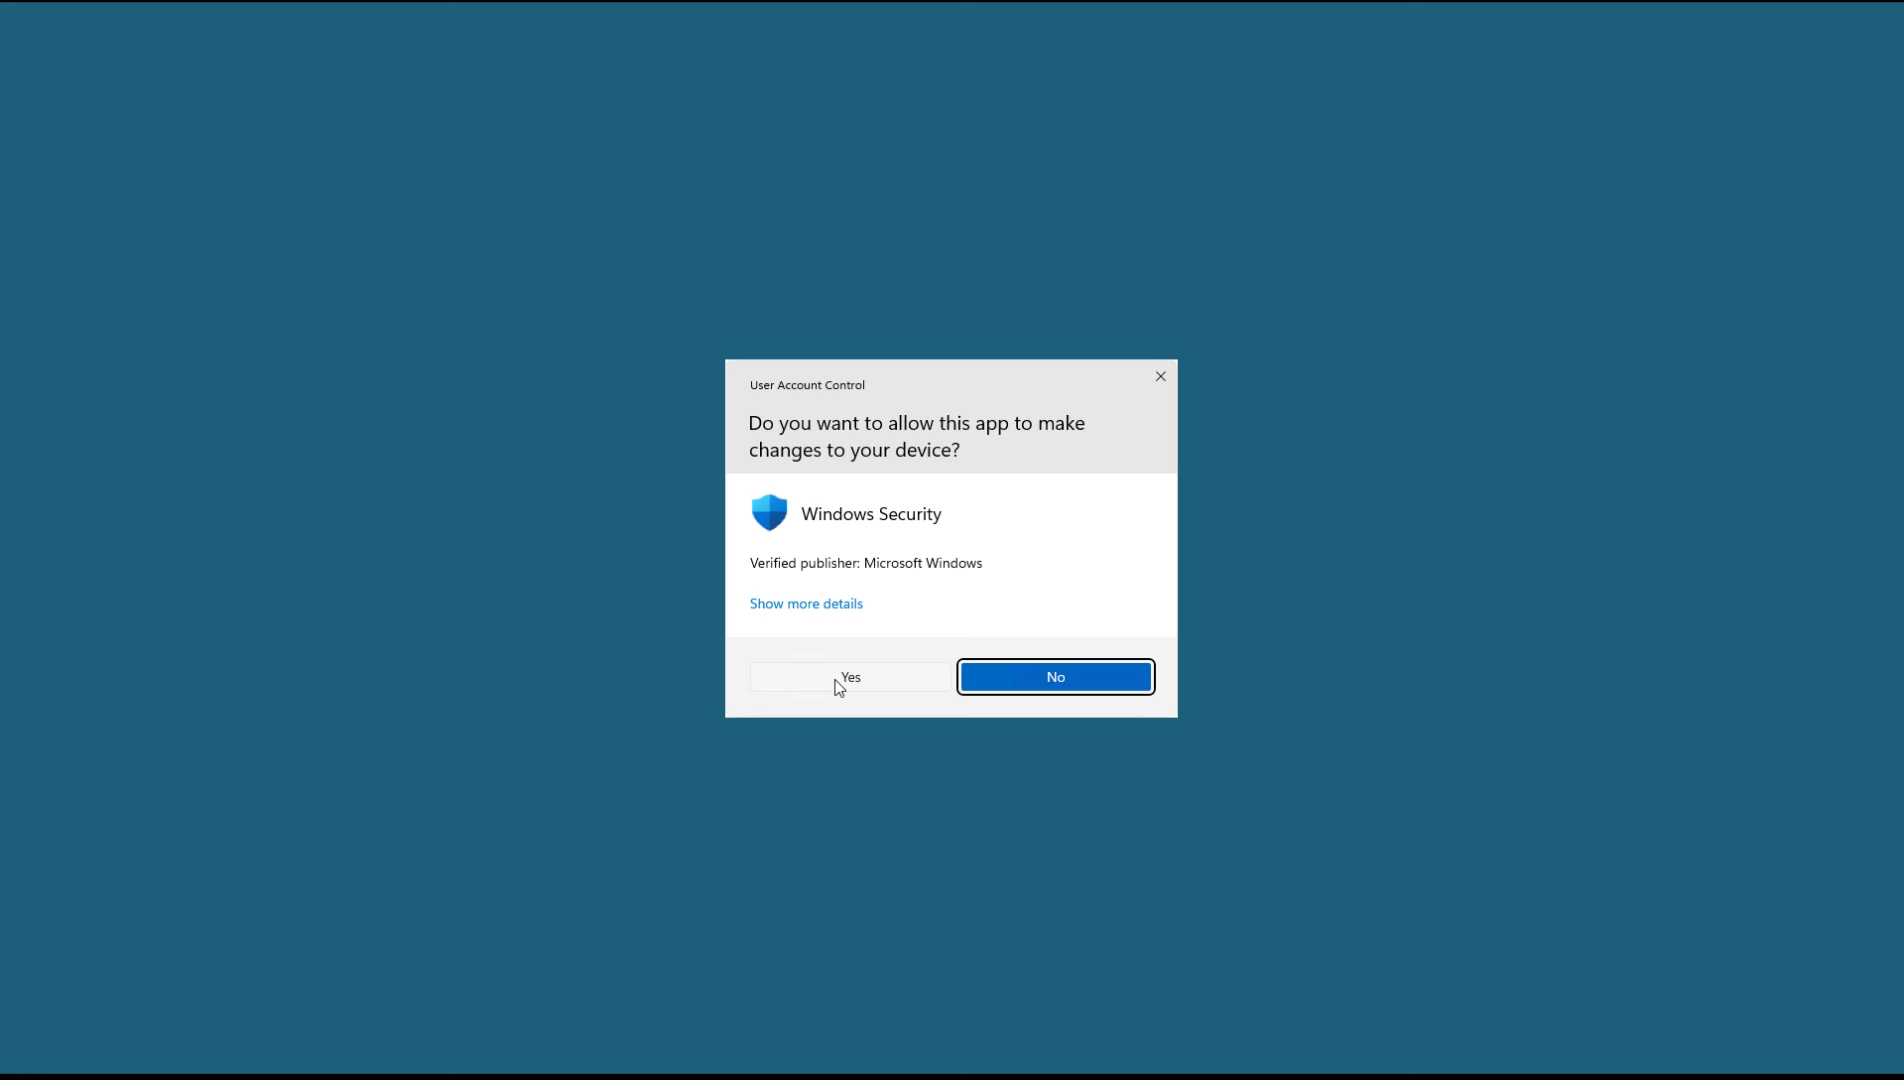 User Account Control
Do you want to allow this app to make
changes to your device?
Windows Security
Verified publisher: Microsoft Windows
Show more details
Yes
No